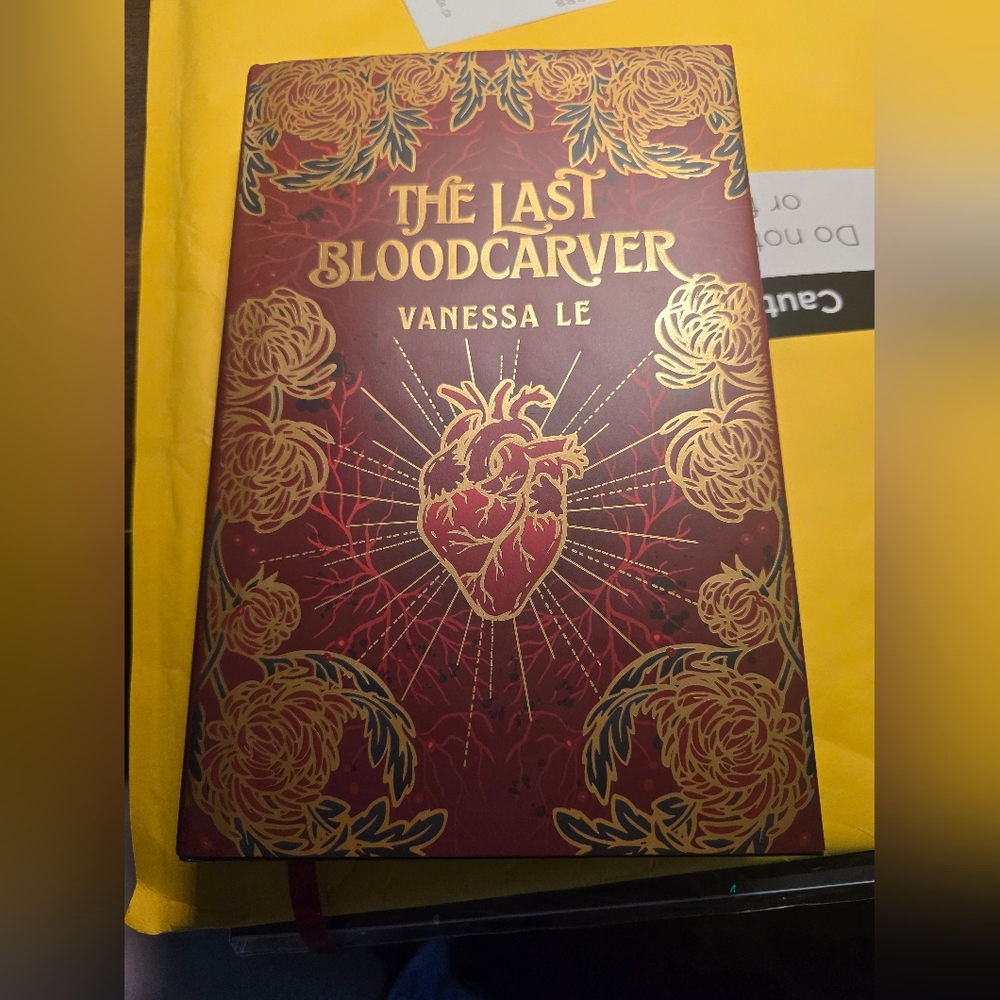 THE LAST
BLOODCARVER
VANESSA LE
Do not
or
Caut